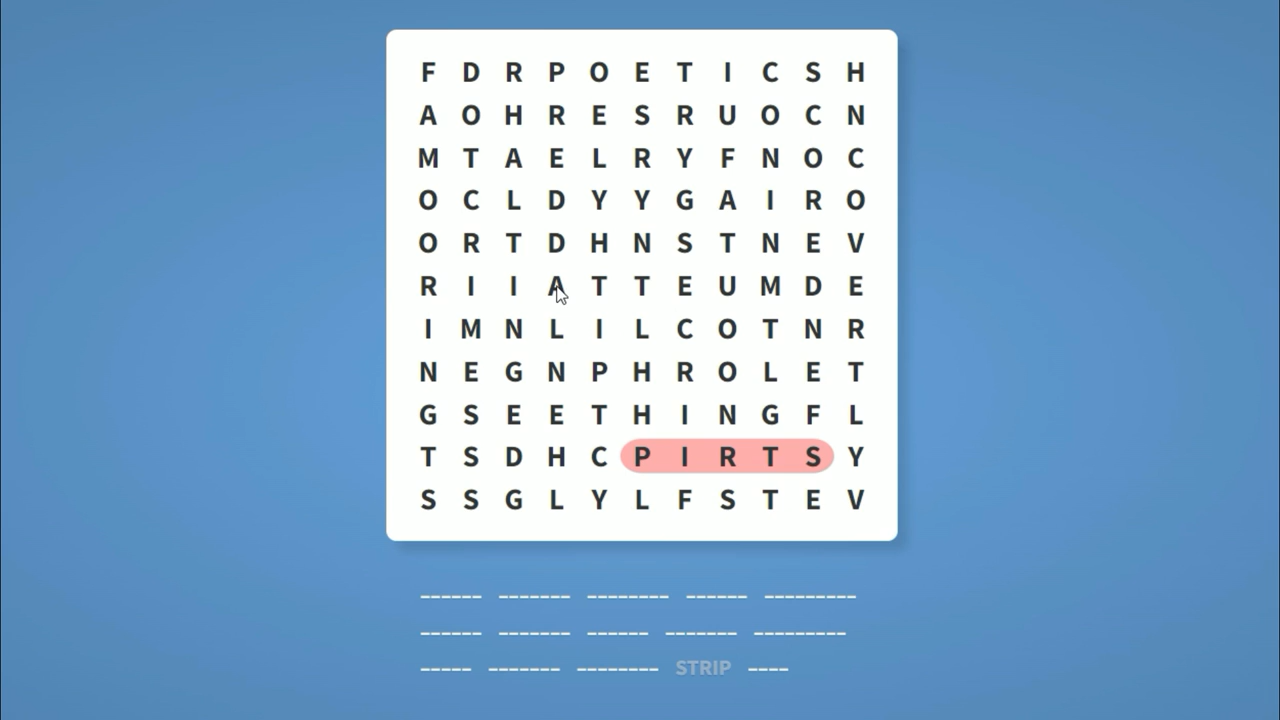 F D R P O E T I C S H
A O H R E S R U O C N
M T A E L R Y F N O C
O C L D Y Y G A I R O
O R T D H N S T N E V
R I I A T T E U M D E
I M N L I L C O T N R
N E G N P H R O L E T
G S E E T H I N G F L
T S D H C P I R T S Y
S S G L Y L F S T E V
STRIP